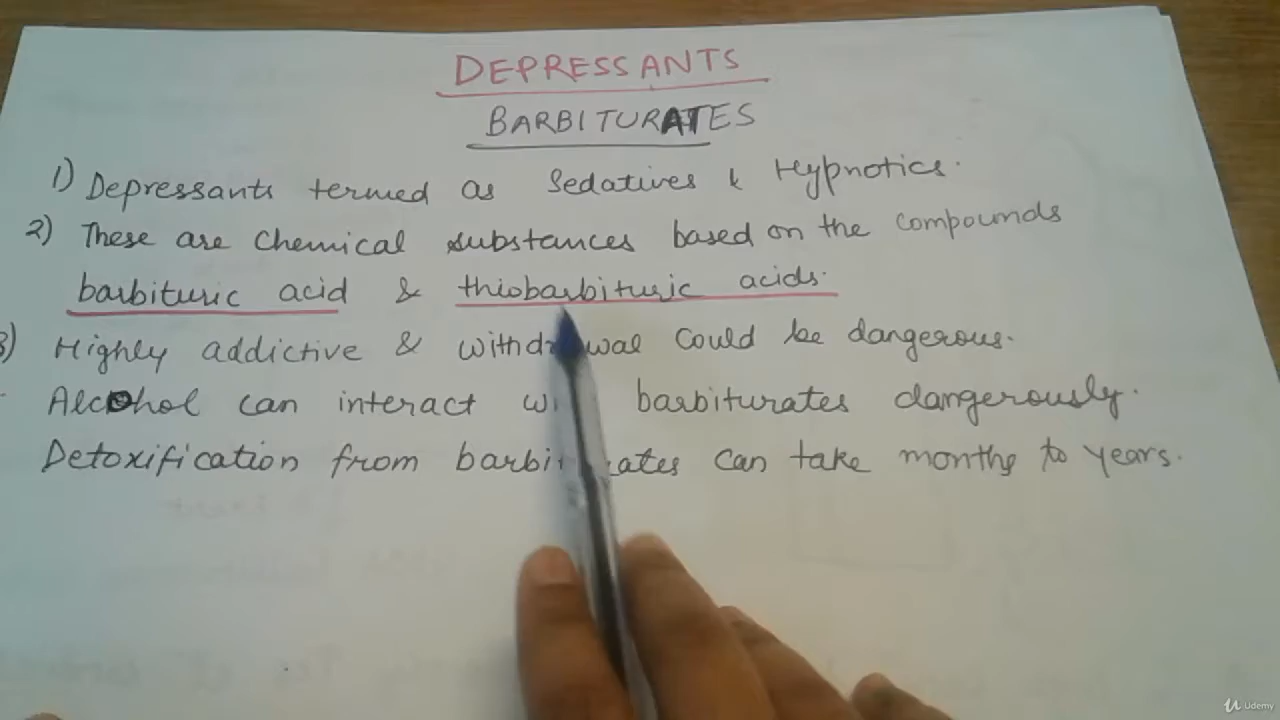 DEPRESSANTS
BARBITURATES
1) Depressants termed as Sedatives & Hypnotics.
2) These are chemical substances based on the compounds
barbituric acid & thiobarbituric acids.
3) Highly addictive & withdrawal could be dangerous.
Alcohol can interact barbiturates dangerously.
Detoxification from barbiturates can take months to years.
Udemy